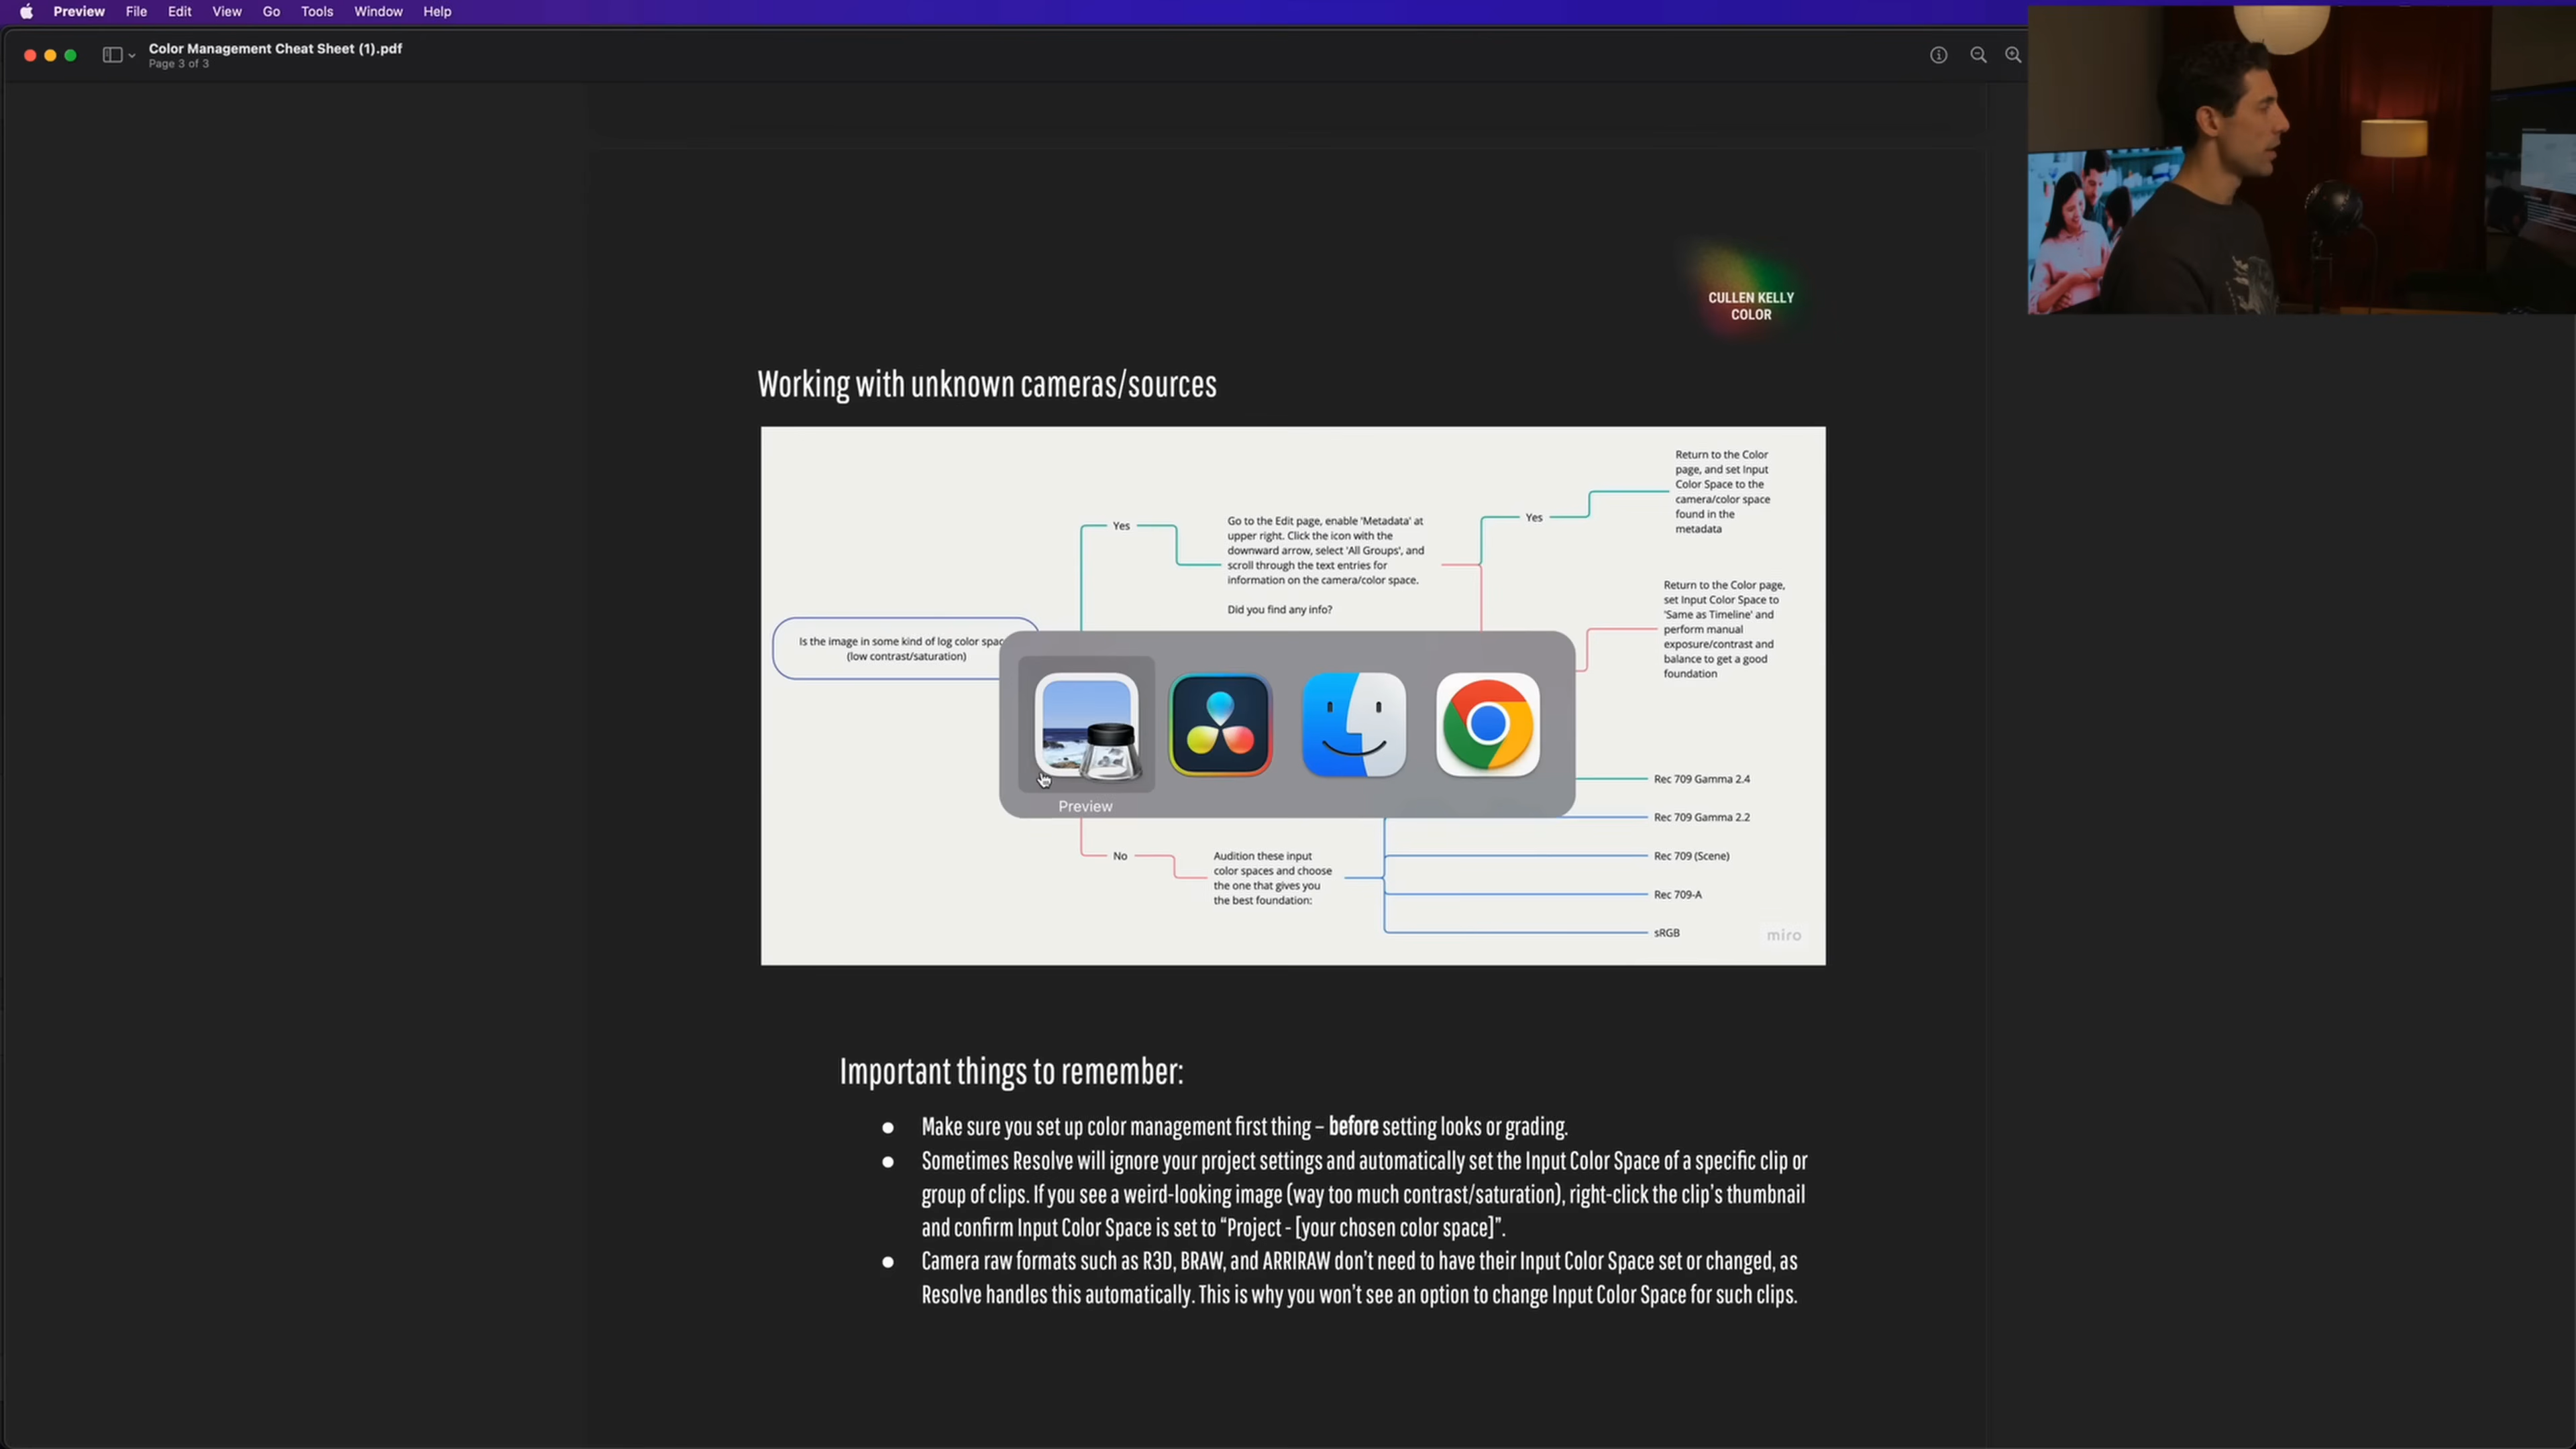 Preview File Edit View Go Tools Window Help
Color Management Cheat Sheet (1).pdf
Page 3 of 3
CULLEN KELLY
COLOR
Working with unknown cameras/sources
Is the image in some kind of log color
(low contrast/saturation)
Yes
Go to the Edit page, enable 'Metadata' at
upper right. Click the icon with the
downward arrow, select 'All Groups', and
scroll through the text entries for
information on the camera/color space.
Did you find any info?
Yes
Return to the Color
page, and set Input
Color Space to the
camera/color space
found in the
metadata
Return to the Color page,
set Input Color Space to
'Same as Timeline' and
perform manual
exposure/contrast and
balance to get a good
foundation
Preview
No
Audition these input
color spaces and choose
the one that gives you
the best foundation:
Rec 709 Gamma 2.4
Rec 709 Gamma 2.2
Rec 709 (Scene)
Rec 709-A
sRGB
miro
Important things to remember:
● Make sure you set up color management first thing – before setting looks or grading.
● Sometimes Resolve will ignore your project settings and automatically set the Input Color Space of a specific clip or
group of clips. If you see a weird-looking image (way too much contrast/saturation), right-click the clip's thumbnail
and confirm Input Color Space is set to “Project - [your chosen color space]”.
● Camera raw formats such as R3D, BRAW, and ARRIRAW don't need to have their Input Color Space set or changed, as
Resolve handles this automatically. This is why you won't see an option to change Input Color Space for such clips.